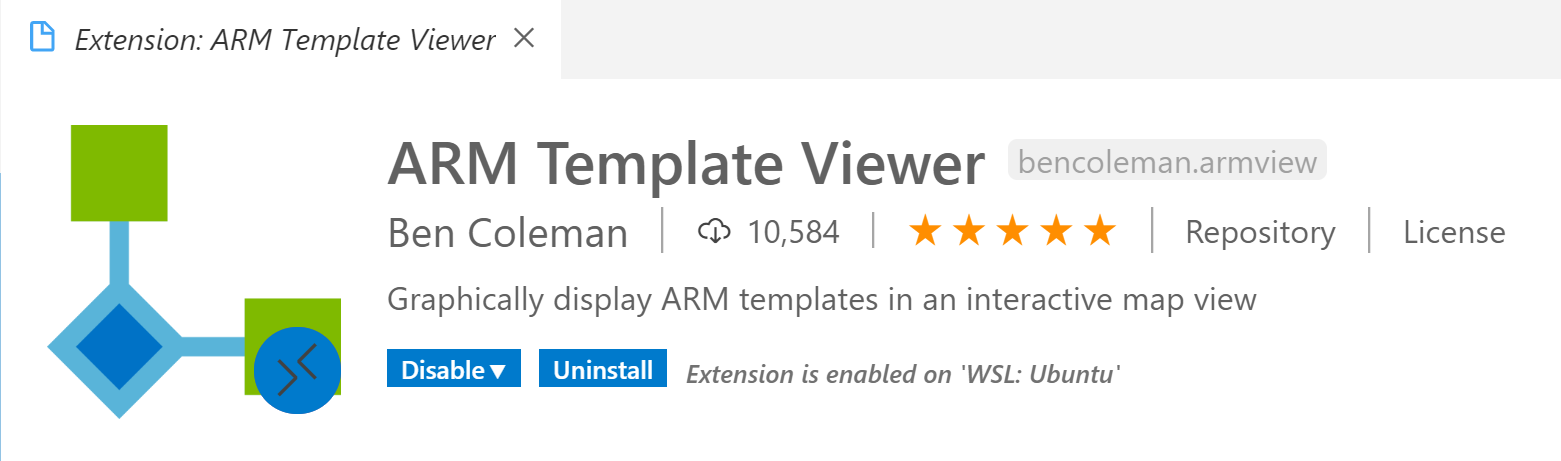 Extension: ARM Template Viewer
ARM Template Viewer bencoleman.armview
Ben Coleman 10,584 Repository License
Graphically display ARM templates in an interactive map view
Disable Uninstall Extension is enabled on 'WSL: Ubuntu'